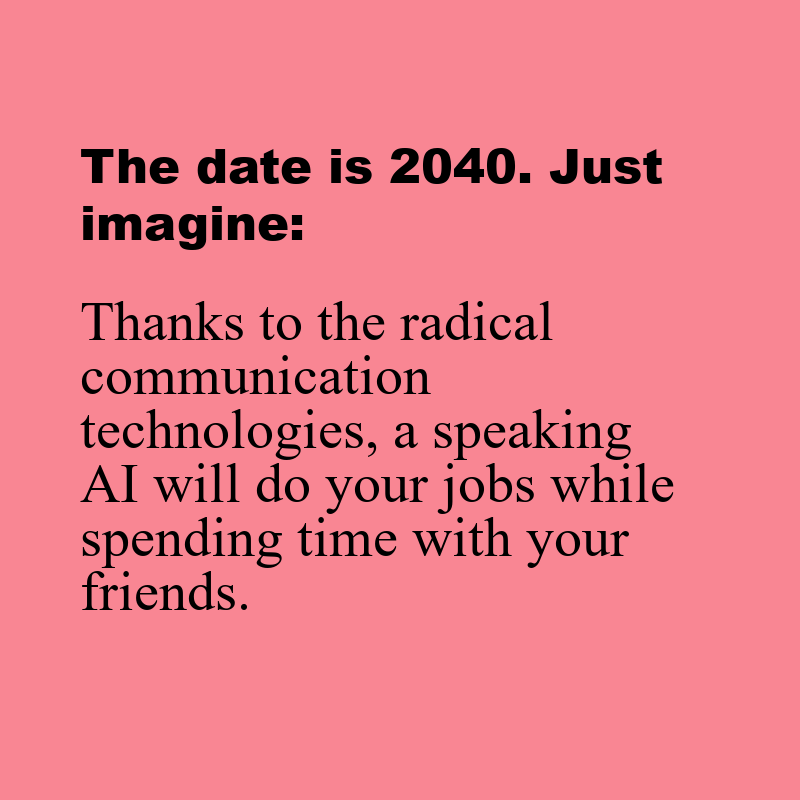 The date is 2040. Just
imagine:
Thanks to the radical
communication
technologies, a speaking
AI will do your jobs while
spending time with your
friends.